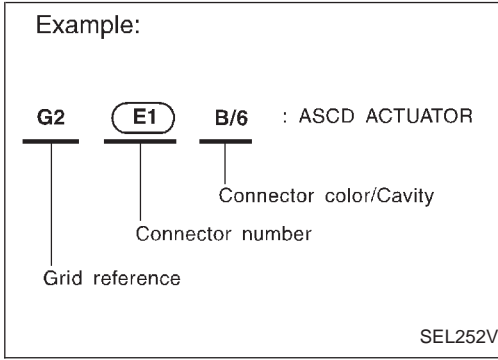 Example:
G2 E1 B/6 : ASCD ACTUATOR
Connector color/Cavity
Connector number
Grid reference
SEL252V